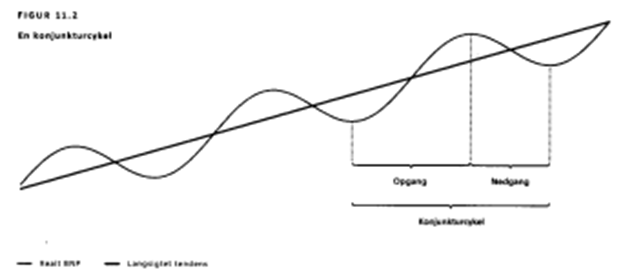 FIGUR 11.2
En konjunkturcykel
Opgang
Nedgang
Konjunkturcykel
Realt BNP
Langsigtet tendens